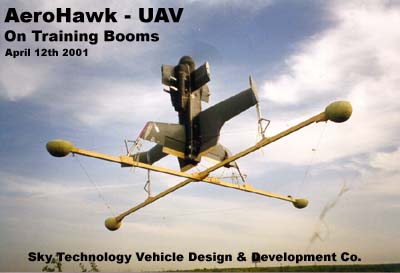 AeroHawk - UAV
On Training Booms
April 12th 2001
Sky Technology Vehicle Design & Development Co.